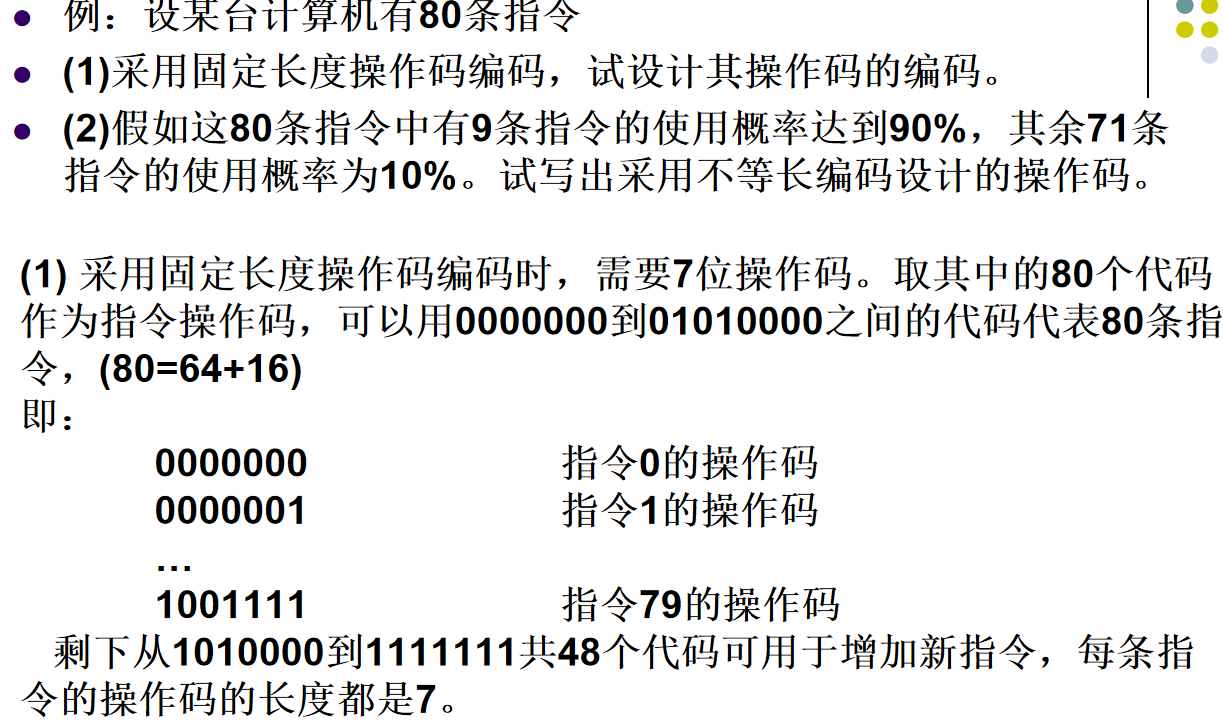 ● 例：设某台计算机有80条指令
● (1)采用固定长度操作码编码，试设计其操作码的编码。
● (2)假如这80条指令中有9条指令的使用概率达到90%，其余71条
指令的使用概率为10%。试写出采用不等长编码设计的操作码。
(1) 采用固定长度操作码编码时，需要7位操作码。取其中的80个代码
作为指令操作码，可以用0000000到01010000之间的代码代表80条指
令，(80=64+16)
即：
0000000 指令0的操作码
0000001 指令1的操作码
…
1001111 指令79的操作码
剩下从1010000到1111111共48个代码可用于增加新指令，每条指
令的操作码的长度都是7。